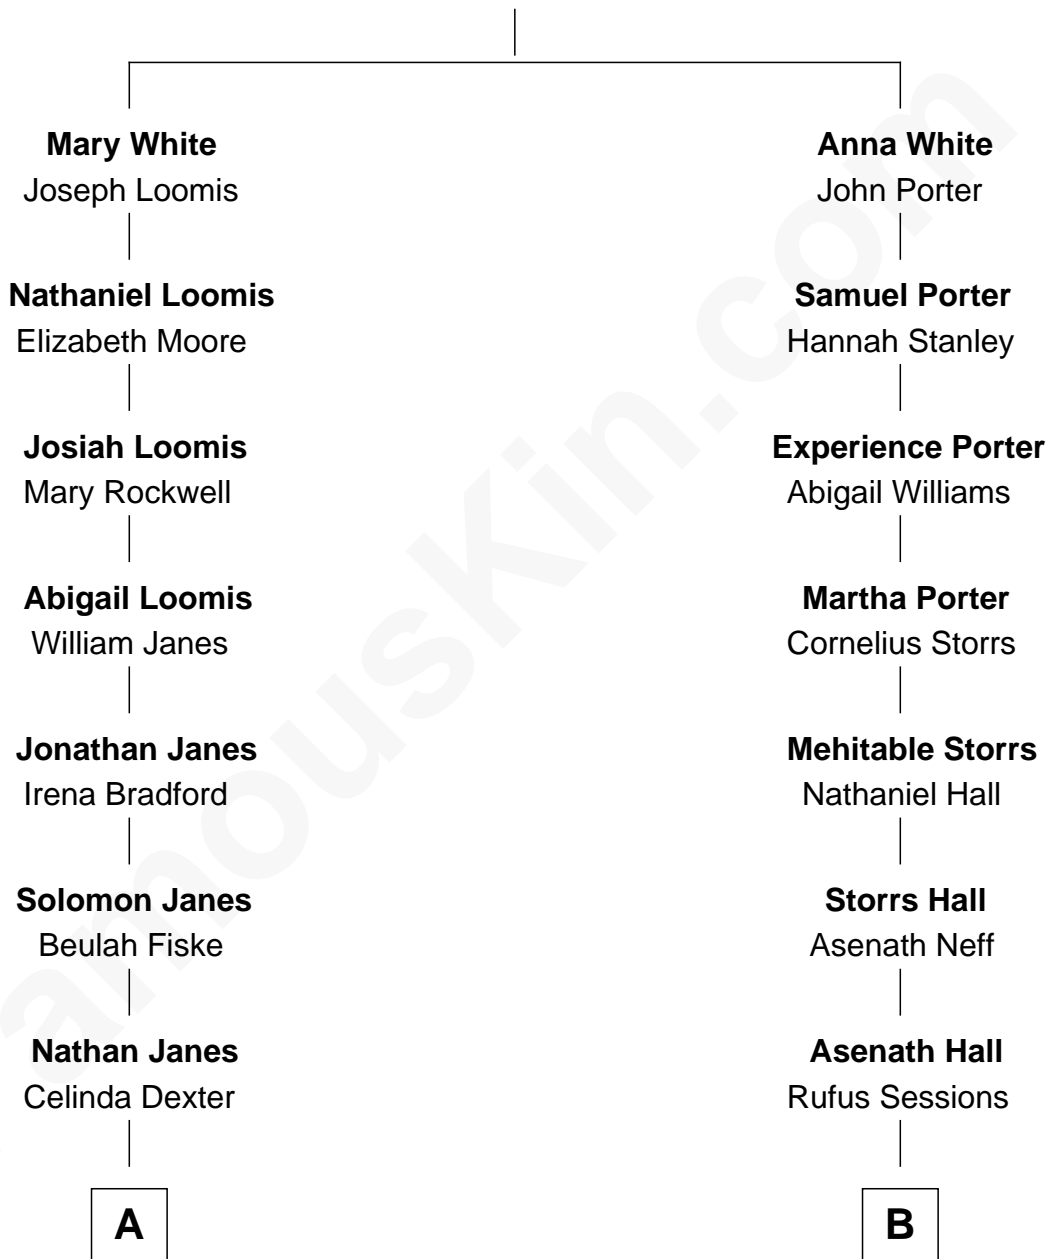 Mary White
Joseph Loomis
Nathaniel Loomis
Elizabeth Moore
Josiah Loomis
Mary Rockwell
Abigail Loomis
William Janes
Jonathan Janes
Irena Bradford
Solomon Janes
Beulah Fiske
Nathan Janes
Celinda Dexter
A
Anna White
John Porter
Samuel Porter
Hannah Stanley
Experience Porter
Abigail Williams
Martha Porter
Cornelius Storrs
Mehitable Storrs
Nathaniel Hall
Storrs Hall
Asenath Neff
Asenath Hall
Rufus Sessions
B
amousKin.com